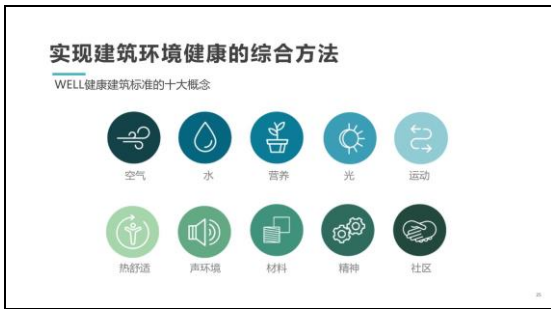 实现建筑环境健康的综合方法
WELL健康建筑标准的十大概念
空气 水 营养 光 运动
热舒适 声环境 材料 精神 社区